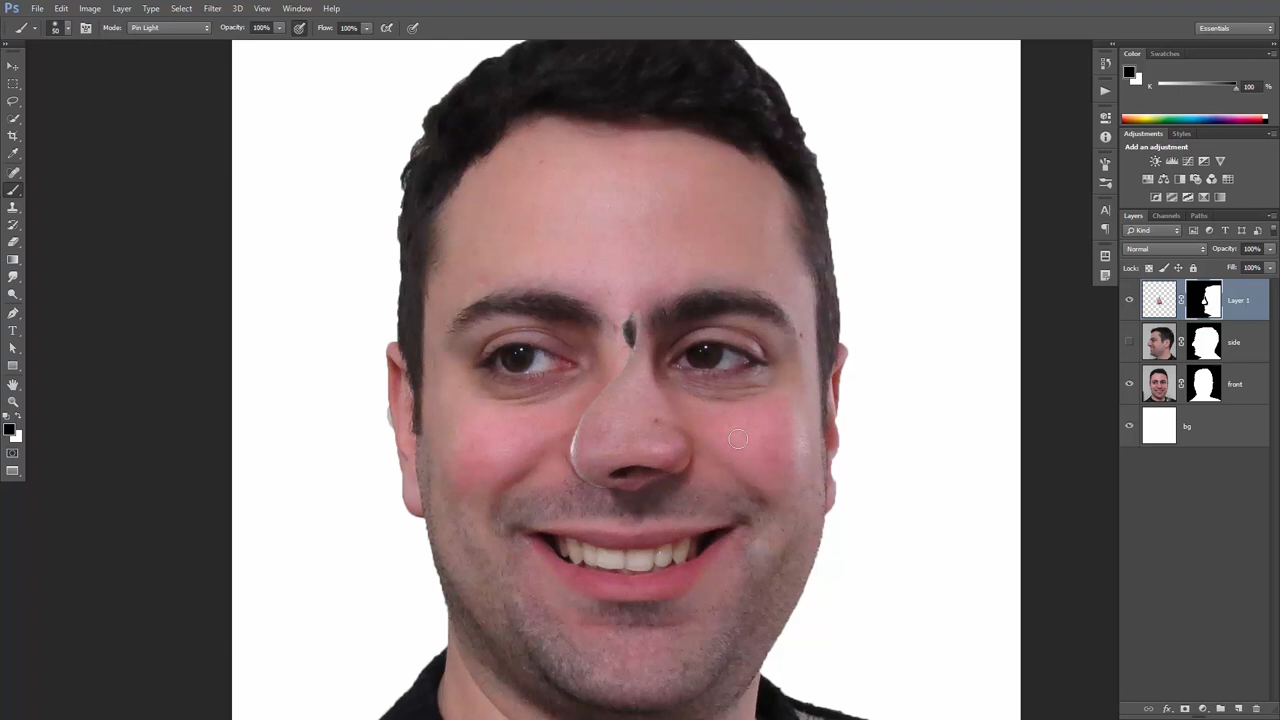 Ps File Edit Image Layer Type Select Filter 3D View Window Help
50 Mode: Pin Light Opacity: 100% Flow: 100% Essentials
Color Swatches
K 100 %
Adjustments Styles
Add an adjustment
Layers Channels Paths
Kind
Normal Opacity: 100%
Lock: Fill: 100%
Layer 1
side
front
bg